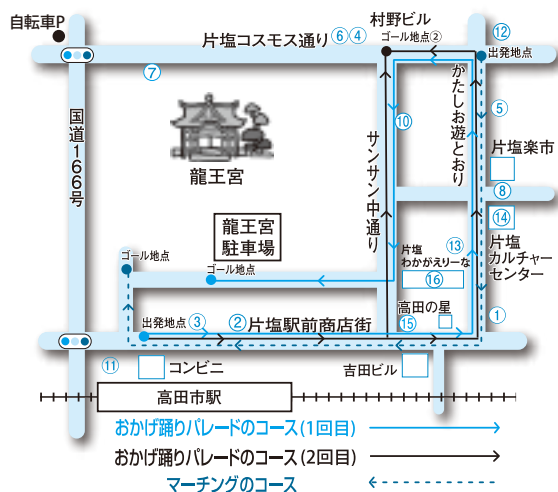 自転車P
片塩コスモス通り ⑥ ④
村野ビル
ゴール地点②
⑫
出発地点
⑦
国道166号
龍王宮
⑩
サンサン中通り
かたしお遊とおり
⑤
片塩楽市
⑧
⑭
片塩
カルチャー
センター
龍王宮
駐車場
ゴール地点
ゴール地点
片塩
わかがえりーな
⑬
⑯
高田の星
⑮
出発地点 ③
② 片塩駅前商店街
①
⑪
コンビニ
吉田ビル
高田市駅
おかげ踊りパレードのコース(1回目)
おかげ踊りパレードのコース(2回目)
マーチングのコース